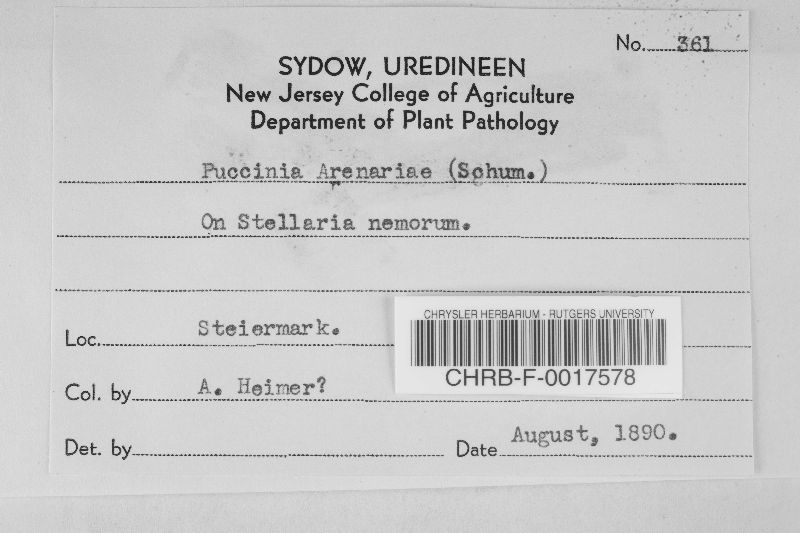 No. 361
SYDOW, UREDINEEN
New Jersey College of Agriculture
Department of Plant Pathology
Puccinia Arenariae (Schum.)
On Stellaria nemorum.
Loc. Steiermark.
CHRYSLER HERBARIUM - RUTGERS UNIVERSITY
CHRB-F-0017578
Col. by A. Heimer?
Det. by
Date August, 1890.